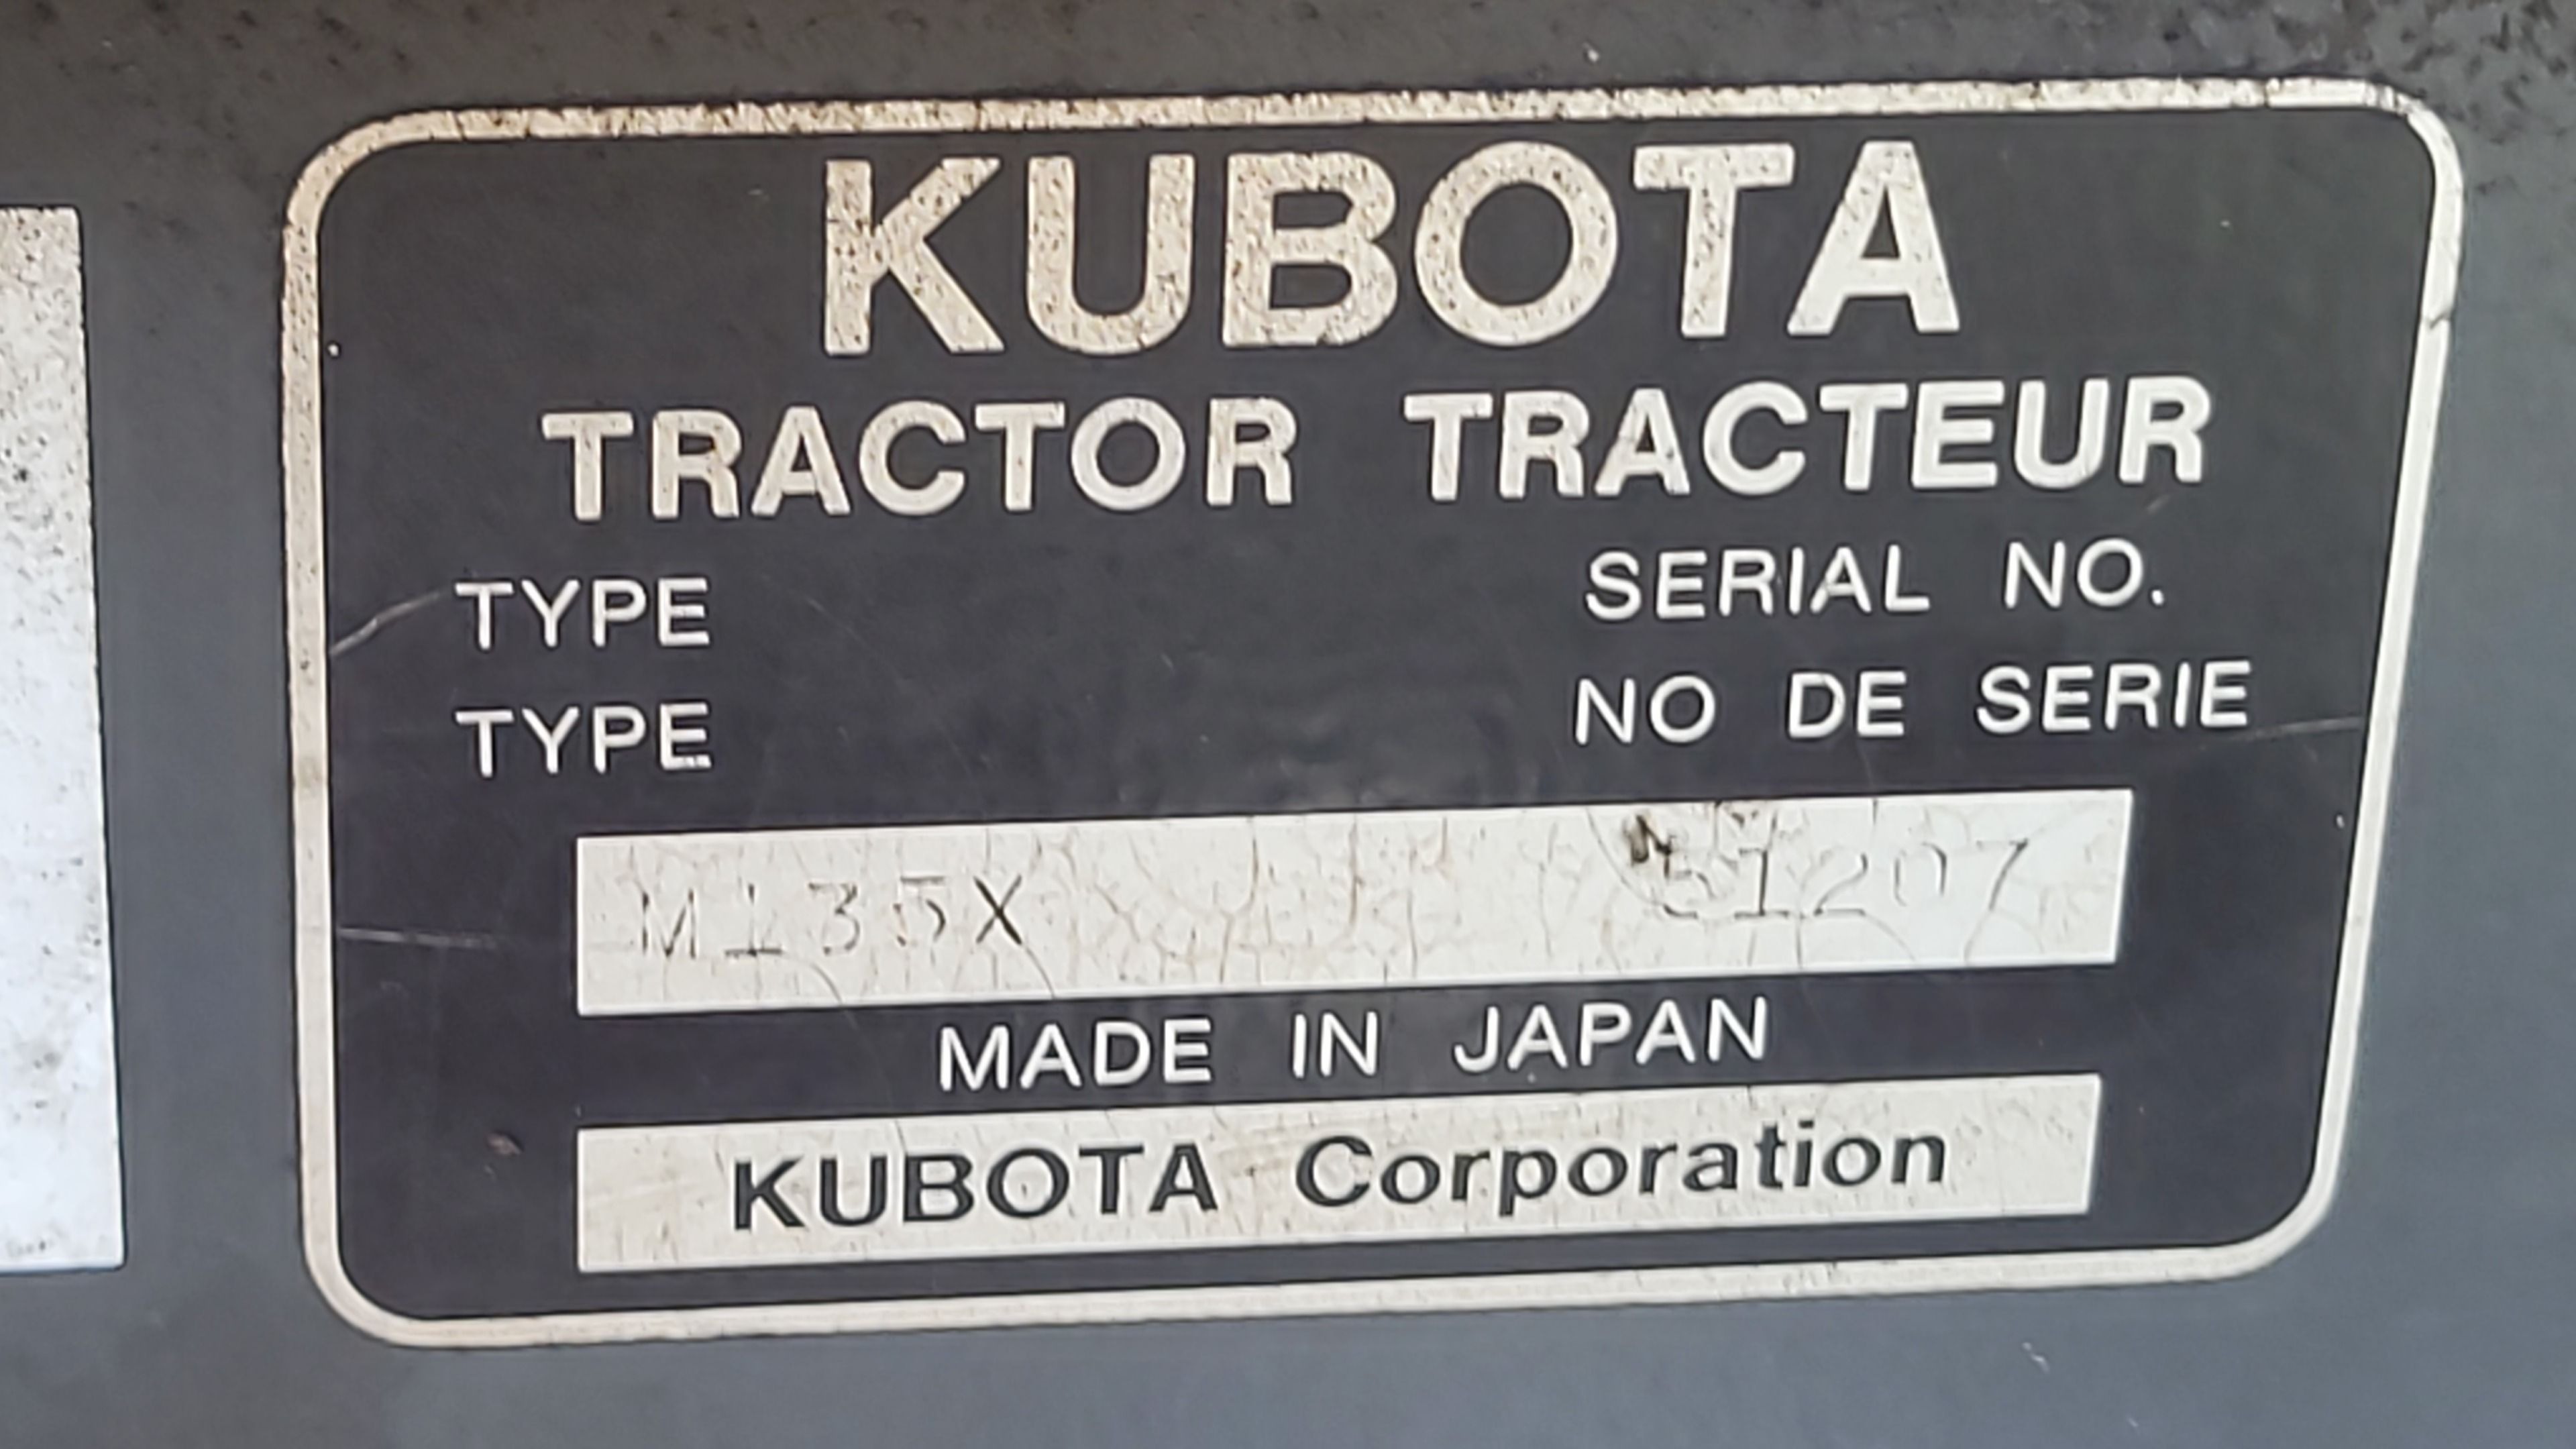 KUBOTA
TRACTOR TRACTEUR
TYPE SERIAL NO.
TYPE NO DE SERIE
M135X
MADE IN JAPAN
KUBOTA Corporation